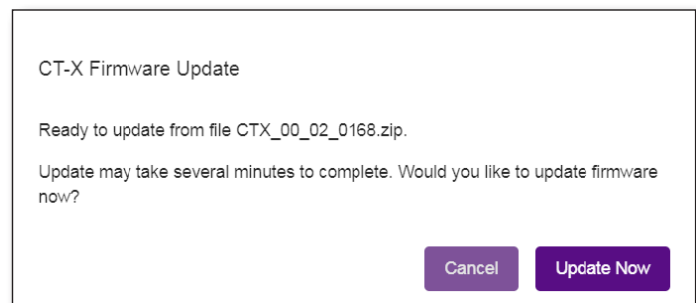 CT-X Firmware Update
Ready to update from file CTX_00_02_0168.zip.
Update may take several minutes to complete. Would you like to update firmware
now?
Cancel
Update Now